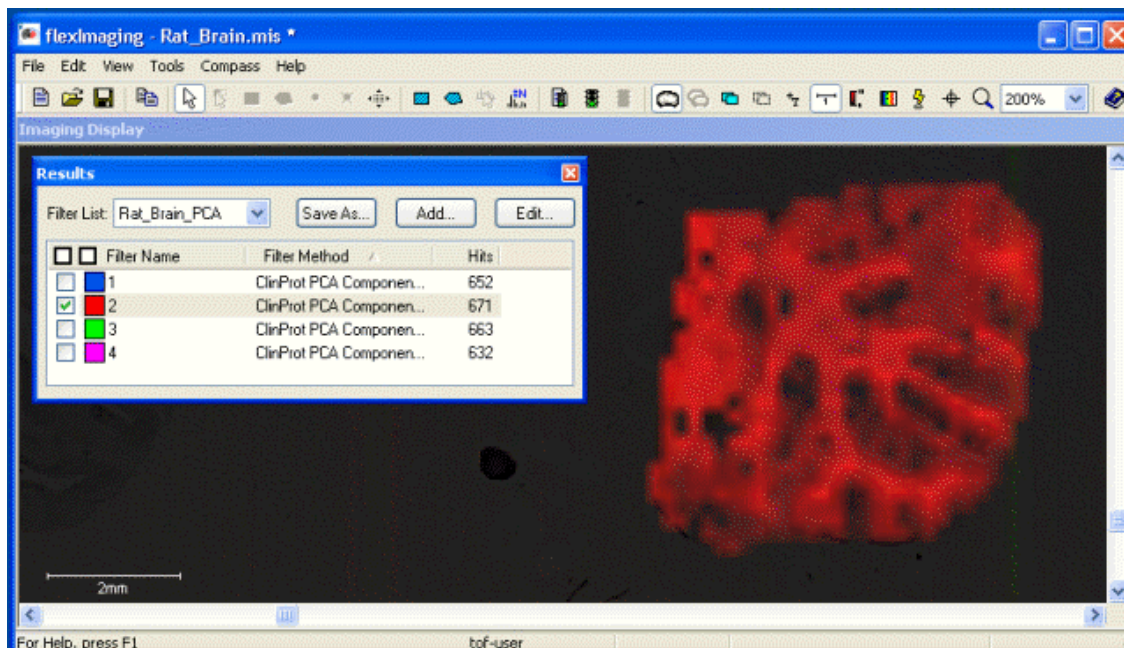 flexImaging - Rat_Brain.mis *
File Edit View Tools Compass Help
200%
Imaging Display
Results
Filter List: Rat_Brain_PCA Save As... Add... Edit...
Filter Name Filter Method Hits
1 ClinProt PCA Componen... 652
2 ClinProt PCA Componen... 671
3 ClinProt PCA Componen... 663
4 ClinProt PCA Componen... 632
2mm
For Help, press F1 tof-user